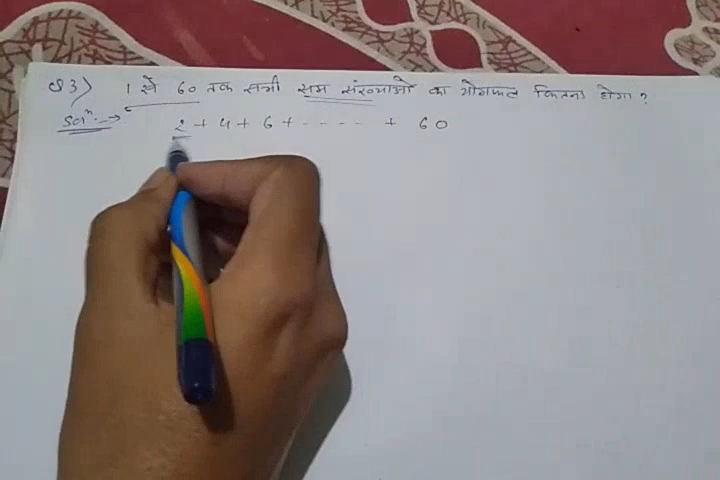 Q3) 1 से 60 तक सभी सम संख्याओं का योगफल कितना होगा ?
Solⁿ:- → 2 + 4 + 6 + - - - - + 60